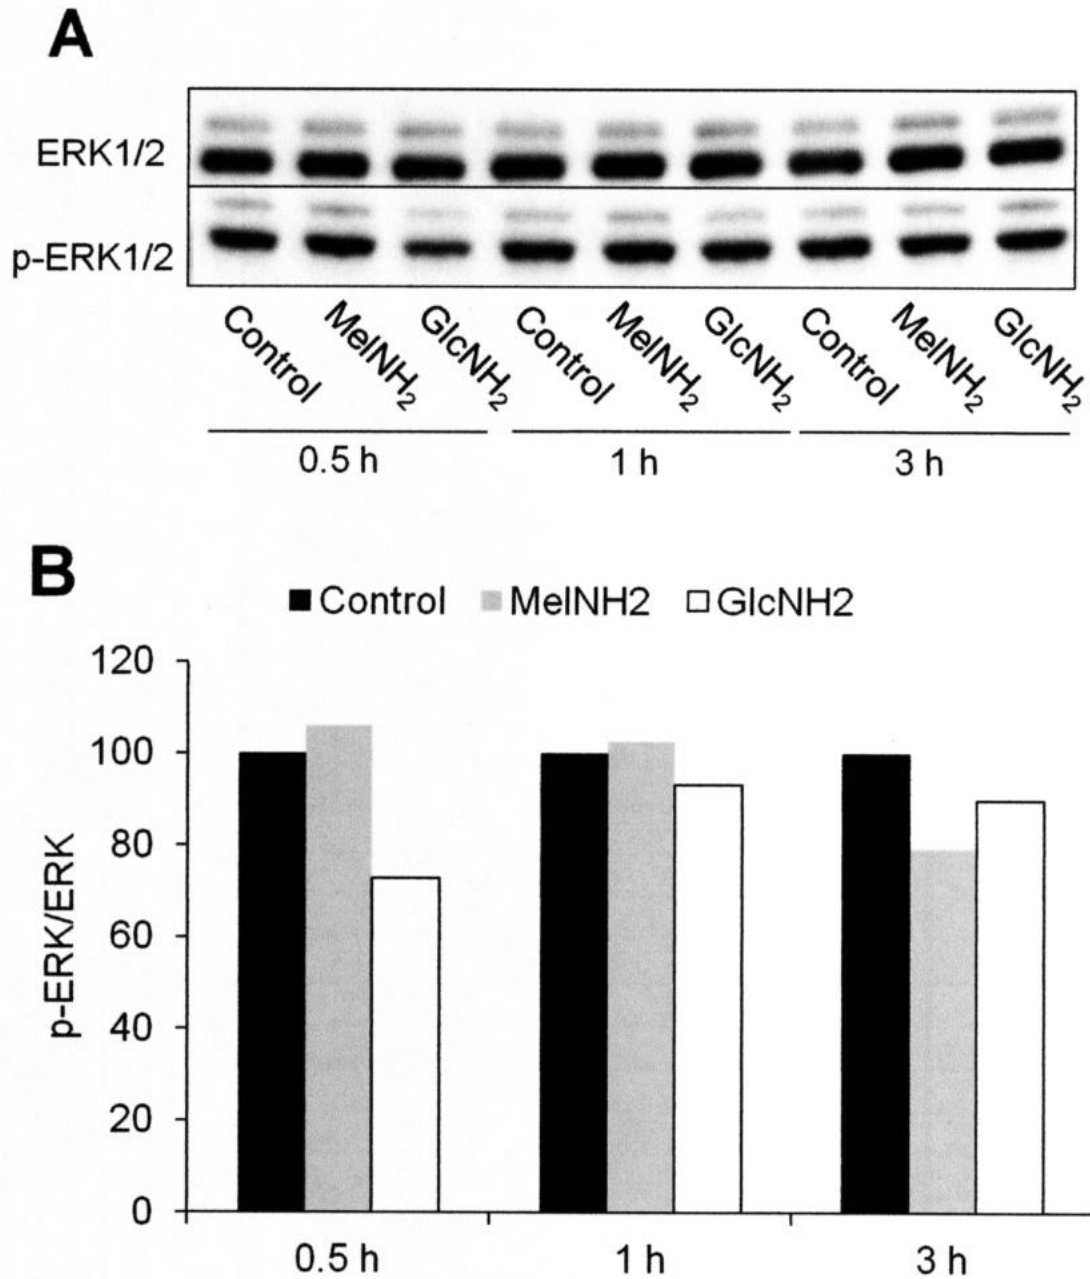 A
ERK1/2
p-ERK1/2
Control MelNH₂ GlcNH₂ Control MelNH₂ GlcNH₂ Control MelNH₂ GlcNH₂
0.5 h 1 h 3 h
B
Control MelNH2 GlcNH2
120
100
80
60
40
20
0
p-ERK/ERK
0.5 h 1 h 3 h